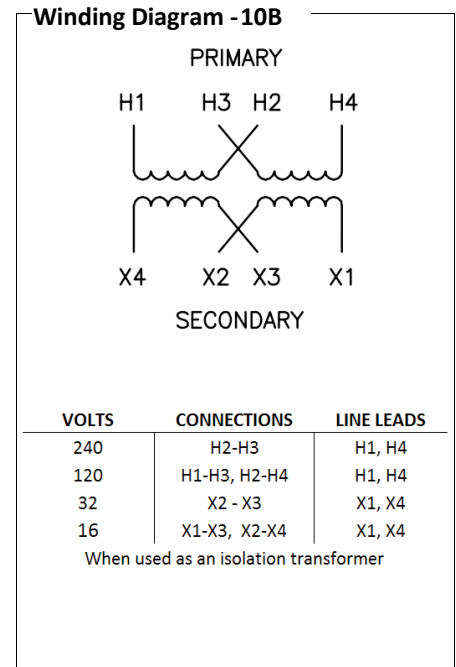 Winding Diagram -10B
PRIMARY
H1 H3 H2 H4
X4 X2 X3 X1
SECONDARY
VOLTS CONNECTIONS LINE LEADS
240 H2-H3 H1, H4
120 H1-H3, H2-H4 H1, H4
32 X2 - X3 X1, X4
16 X1-X3, X2-X4 X1, X4
When used as an isolation transformer